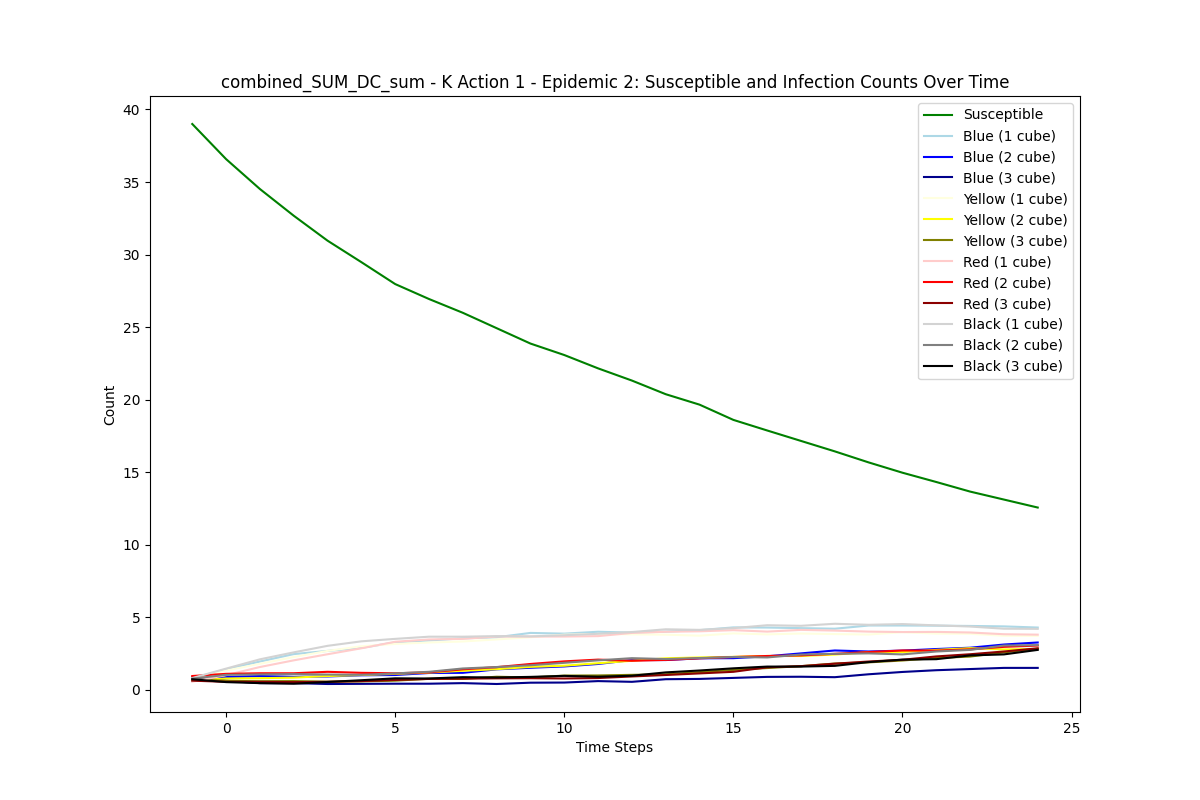 combined_SUM_DC_sum - K Action 1 - Epidemic 2: Susceptible and Infection Counts Over Time
40
35
30
25
20
15
10
5
0
Count
Susceptible
Blue (1 cube)
Blue (2 cube)
Blue (3 cube)
Yellow (1 cube)
Yellow (2 cube)
Yellow (3 cube)
Red (1 cube)
Red (2 cube)
Red (3 cube)
Black (1 cube)
Black (2 cube)
Black (3 cube)
0 5 10 15 20 25
Time Steps